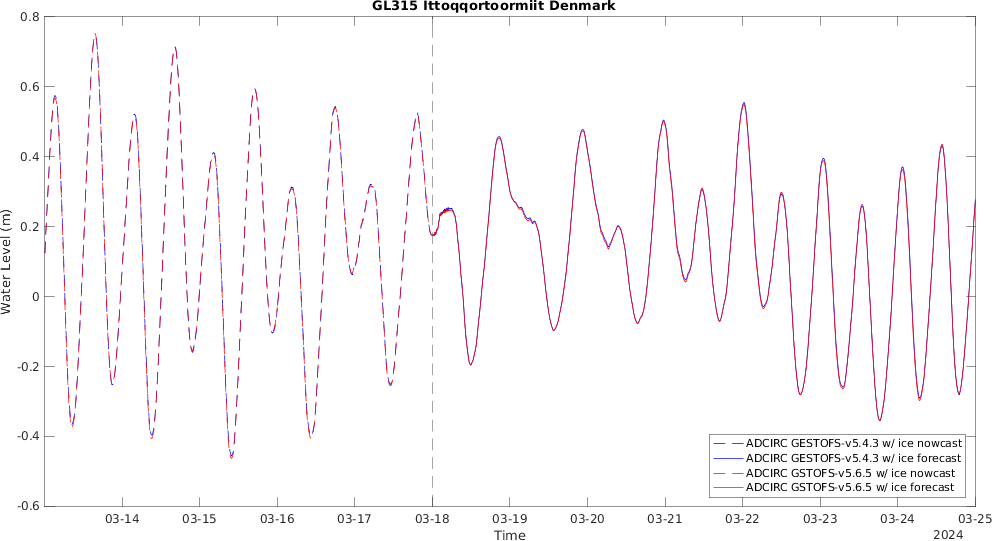 GL315 Ittoqqortoormiit Denmark
0.8
0.6
0.4
0.2
0
-0.2
-0.4
-0.6
Water Level (m)
ADCIRC GESTOFS-v5.4.3 w/ ice nowcast
ADCIRC GESTOFS-v5.4.3 w/ ice forecast
ADCIRC GSTOFS-v5.6.5 w/ ice nowcast
ADCIRC GSTOFS-v5.6.5 w/ ice forecast
03-14 03-15 03-16 03-17 03-18 03-19 03-20 03-21 03-22 03-23 03-24 03-25
Time
2024